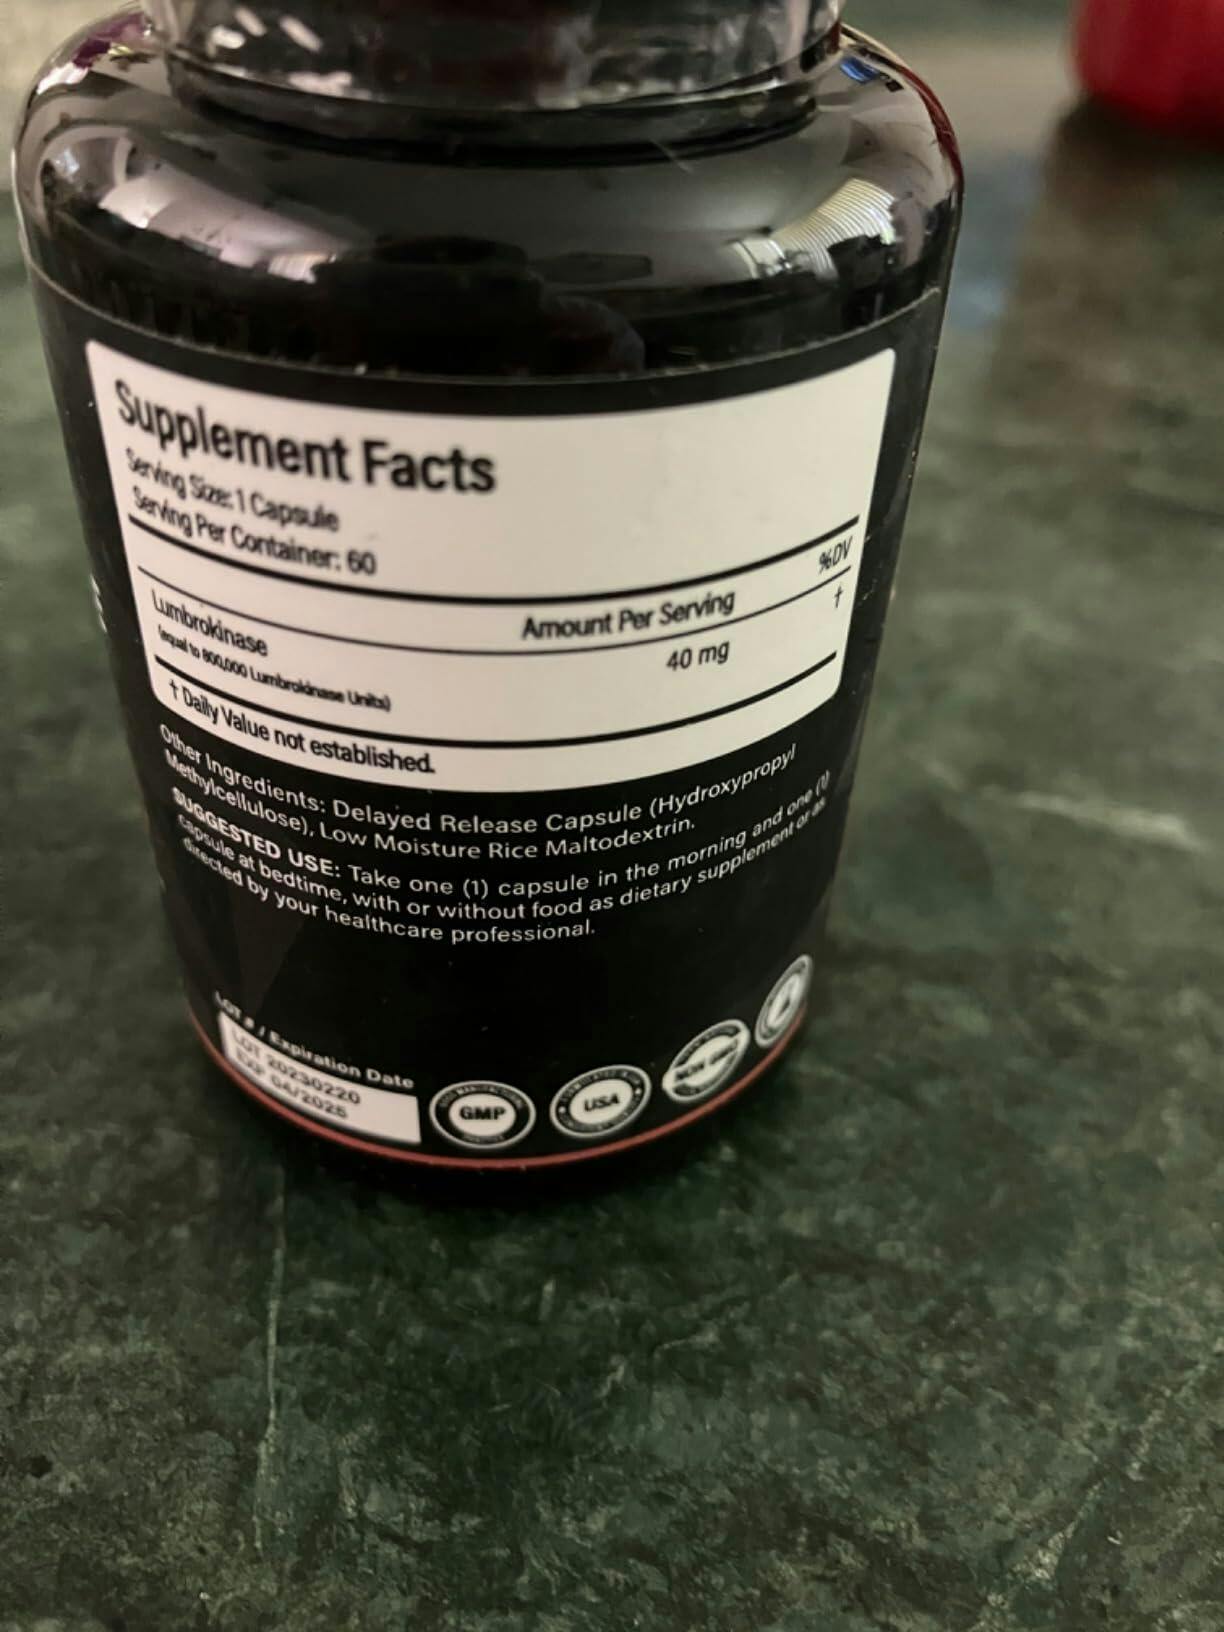 Supplement Facts
Serving Size: 1 Capsule
Serving Per Container: 60
Amount Per Serving %DV
Lumbrokinase 40 mg †
(equal to 800,000 Lumbrokinase Units)
† Daily Value not established.
Other Ingredients: Delayed Release Capsule (Hydroxypropyl
Methylcellulose), Low Moisture Rice Maltodextrin.
SUGGESTED USE: Take one (1) capsule in the morning and one (1)
capsule at bedtime, with or without food as dietary supplement or as
directed by your healthcare professional.
LOT # / Expiration Date
LOT 20230220
EXP 04/2025
GMP
USA
NON GMO